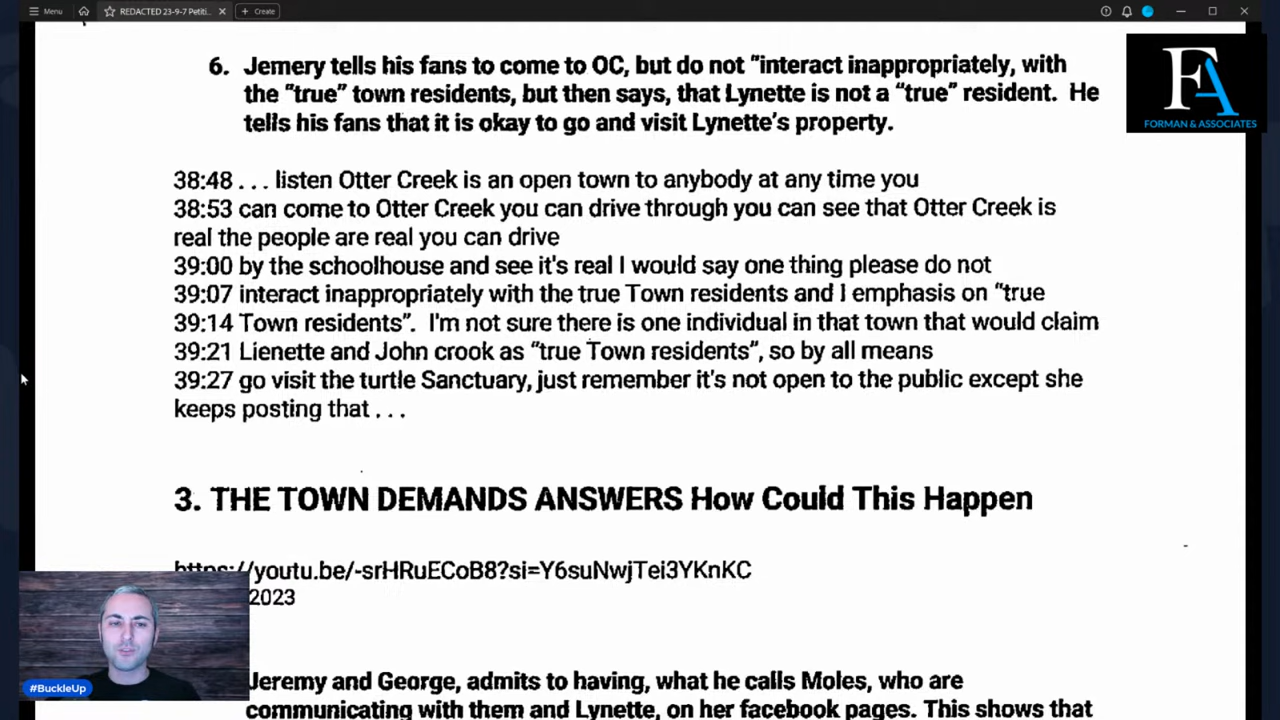 Menu
REDACTED 23-9-7 Petiti...
Create
FA
FORMAN & ASSOCIATES
6. Jemery tells his fans to come to OC, but do not "interact inappropriately, with
the "true" town residents, but then says, that Lynette is not a "true" resident. He
tells his fans that it is okay to go and visit Lynette's property.
38:48 . . . listen Otter Creek is an open town to anybody at any time you
38:53 can come to Otter Creek you can drive through you can see that Otter Creek is
real the people are real you can drive
39:00 by the schoolhouse and see it's real I would say one thing please do not
39:07 interact inappropriately with the true Town residents and I emphasis on "true
39:14 Town residents". I'm not sure there is one individual in that town that would claim
39:21 Lienette and John crook as "true Town residents", so by all means
39:27 go visit the turtle Sanctuary, just remember it's not open to the public except she
keeps posting that . . .
3. THE TOWN DEMANDS ANSWERS How Could This Happen
https://youtu.be/-srHRuECoB8?si=Y6suNwjTei3YKnKC
2023
Jeremy and George, admits to having, what he calls Moles, who are
communicating with them and Lynette, on her facebook pages. This shows that
#BuckleUp